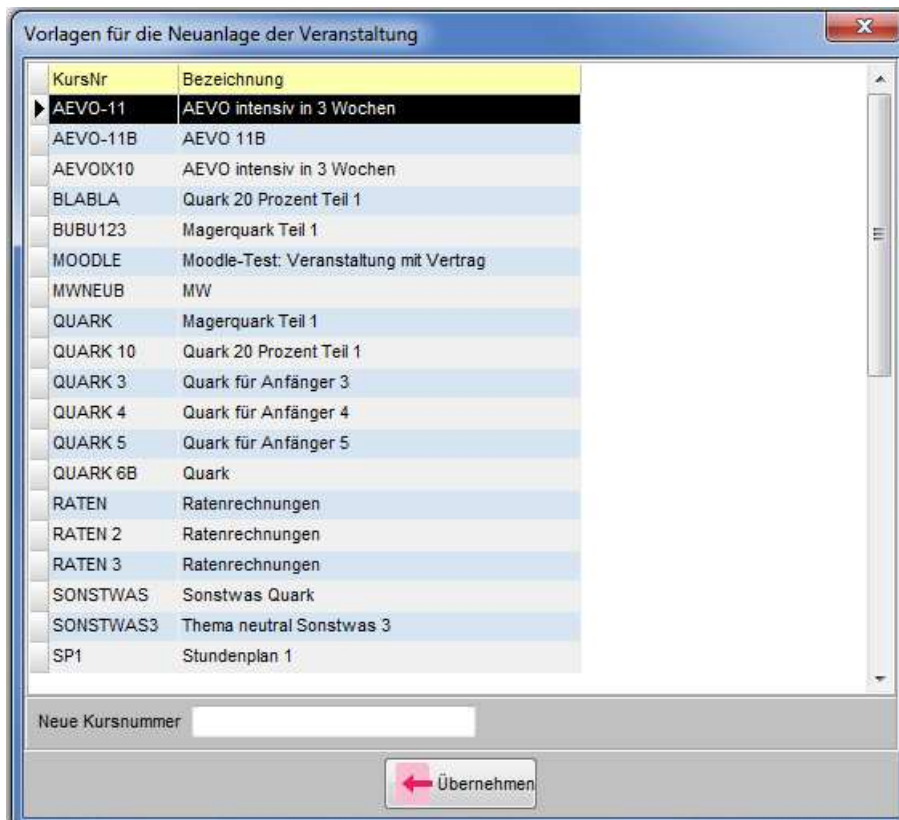 Vorlagen für die Neuanlage der Veranstaltung
KursNr Bezeichnung
AEVO-11 AEVO intensiv in 3 Wochen
AEVO-11B AEVO 11B
AEVOIX10 AEVO intensiv in 3 Wochen
BLABLA Quark 20 Prozent Teil 1
BUBU123 Magerquark Teil 1
MOODLE Moodle-Test: Veranstaltung mit Vertrag
MWNEUB MW
QUARK Magerquark Teil 1
QUARK 10 Quark 20 Prozent Teil 1
QUARK 3 Quark für Anfänger 3
QUARK 4 Quark für Anfänger 4
QUARK 5 Quark für Anfänger 5
QUARK 6B Quark
RATEN Ratenrechnungen
RATEN 2 Ratenrechnungen
RATEN 3 Ratenrechnungen
SONSTWAS Sonstwas Quark
SONSTWAS3 Thema neutral Sonstwas 3
SP1 Stundenplan 1
Neue Kursnummer
Übernehmen